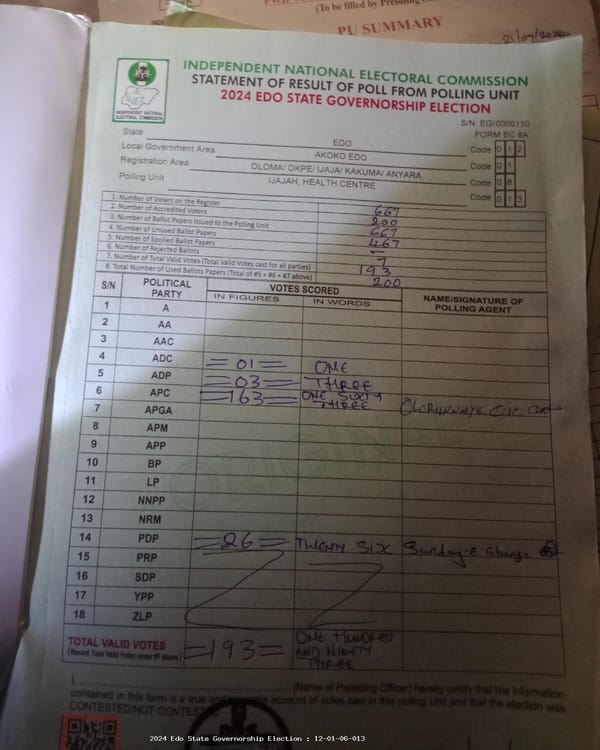 (To be filled by Presiding
PU SUMMARY
21/09/2024
INDEPENDENT NATIONAL ELECTORAL COMMISSION
STATEMENT OF RESULT OF POLL FROM POLLING UNIT
2024 EDO STATE GOVERNORSHIP ELECTION
INDEPENDENT NATIONAL ELECTORAL COMMISSION
S/N: EG/0000130
FORM EC 8A
State EDO Code 0 1 2
Local Government Area AKOKO EDO Code 0 1
Registration Area OLOMA/ OKPE/ IJAJA/ KAKUMA/ ANYARA Code 0 6
Polling Unit IJAJAH, HEALTH CENTRE Code 0 1 3
1. Number of Voters on the Register 667
2. Number of Accredited Voters 200
3. Number of Ballot Papers Issued to the Polling Unit 667
4. Number of Unused Ballot Papers 467
5. Number of Spoiled Ballot Papers –
6. Number of Rejected Ballots 7
7. Number of Total Valid Votes (Total Valid Votes cast for all parties) 193
8. Total Number of Used Ballots Papers (Total of #5 + #6 + #7 above) 200
S/N POLITICAL PARTY VOTES SCORED NAME/SIGNATURE OF POLLING AGENT
IN FIGURES IN WORDS
1 A
2 AA
3 AAC
4 ADC =01= ONE
5 ADP =03= THREE
6 APC =163= ONE SIXTY THREE
7 APGA
8 APM
9 APP
10 BP
11 LP
12 NNPP
13 NRM
14 PDP =26= TWENTY SIX Sunday
15 PRP
16 SDP
17 YPP
18 ZLP
TOTAL VALID VOTES =193= ONE HUNDRED AND NINETY THREE
(Record Total Valid Votes under #7 above)
I, (Name of Presiding Officer) hereby certify that the information
contained in this form is a true and accurate account of votes cast in this polling Unit and that the election was
CONTESTED/NOT CONTESTED
2024 Edo State Governorship Election : 12-01-06-013